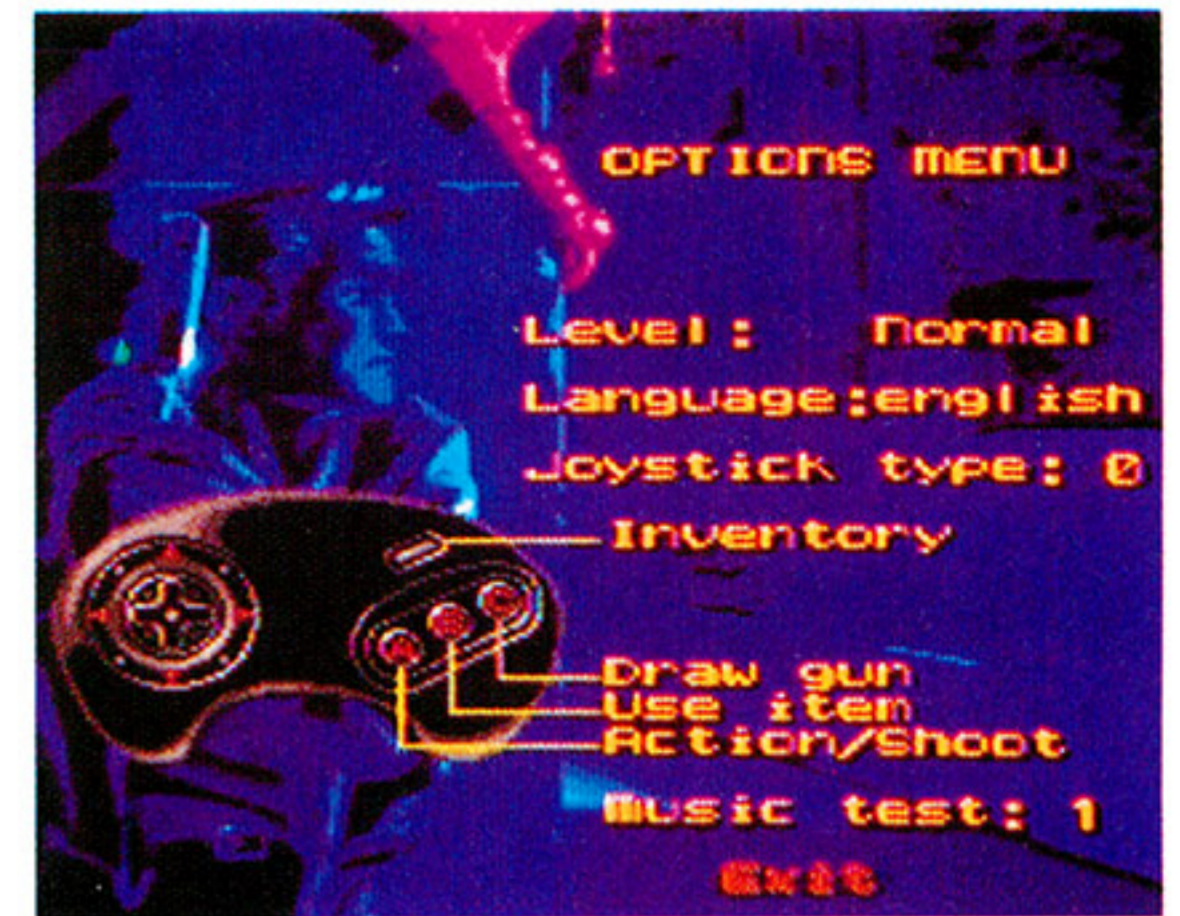 OPTIONS MENU
Level: Normal
Language:english
Joystick type: 0
Inventory
Draw gun
Use item
Action/Shoot
Music test: 1
Exit